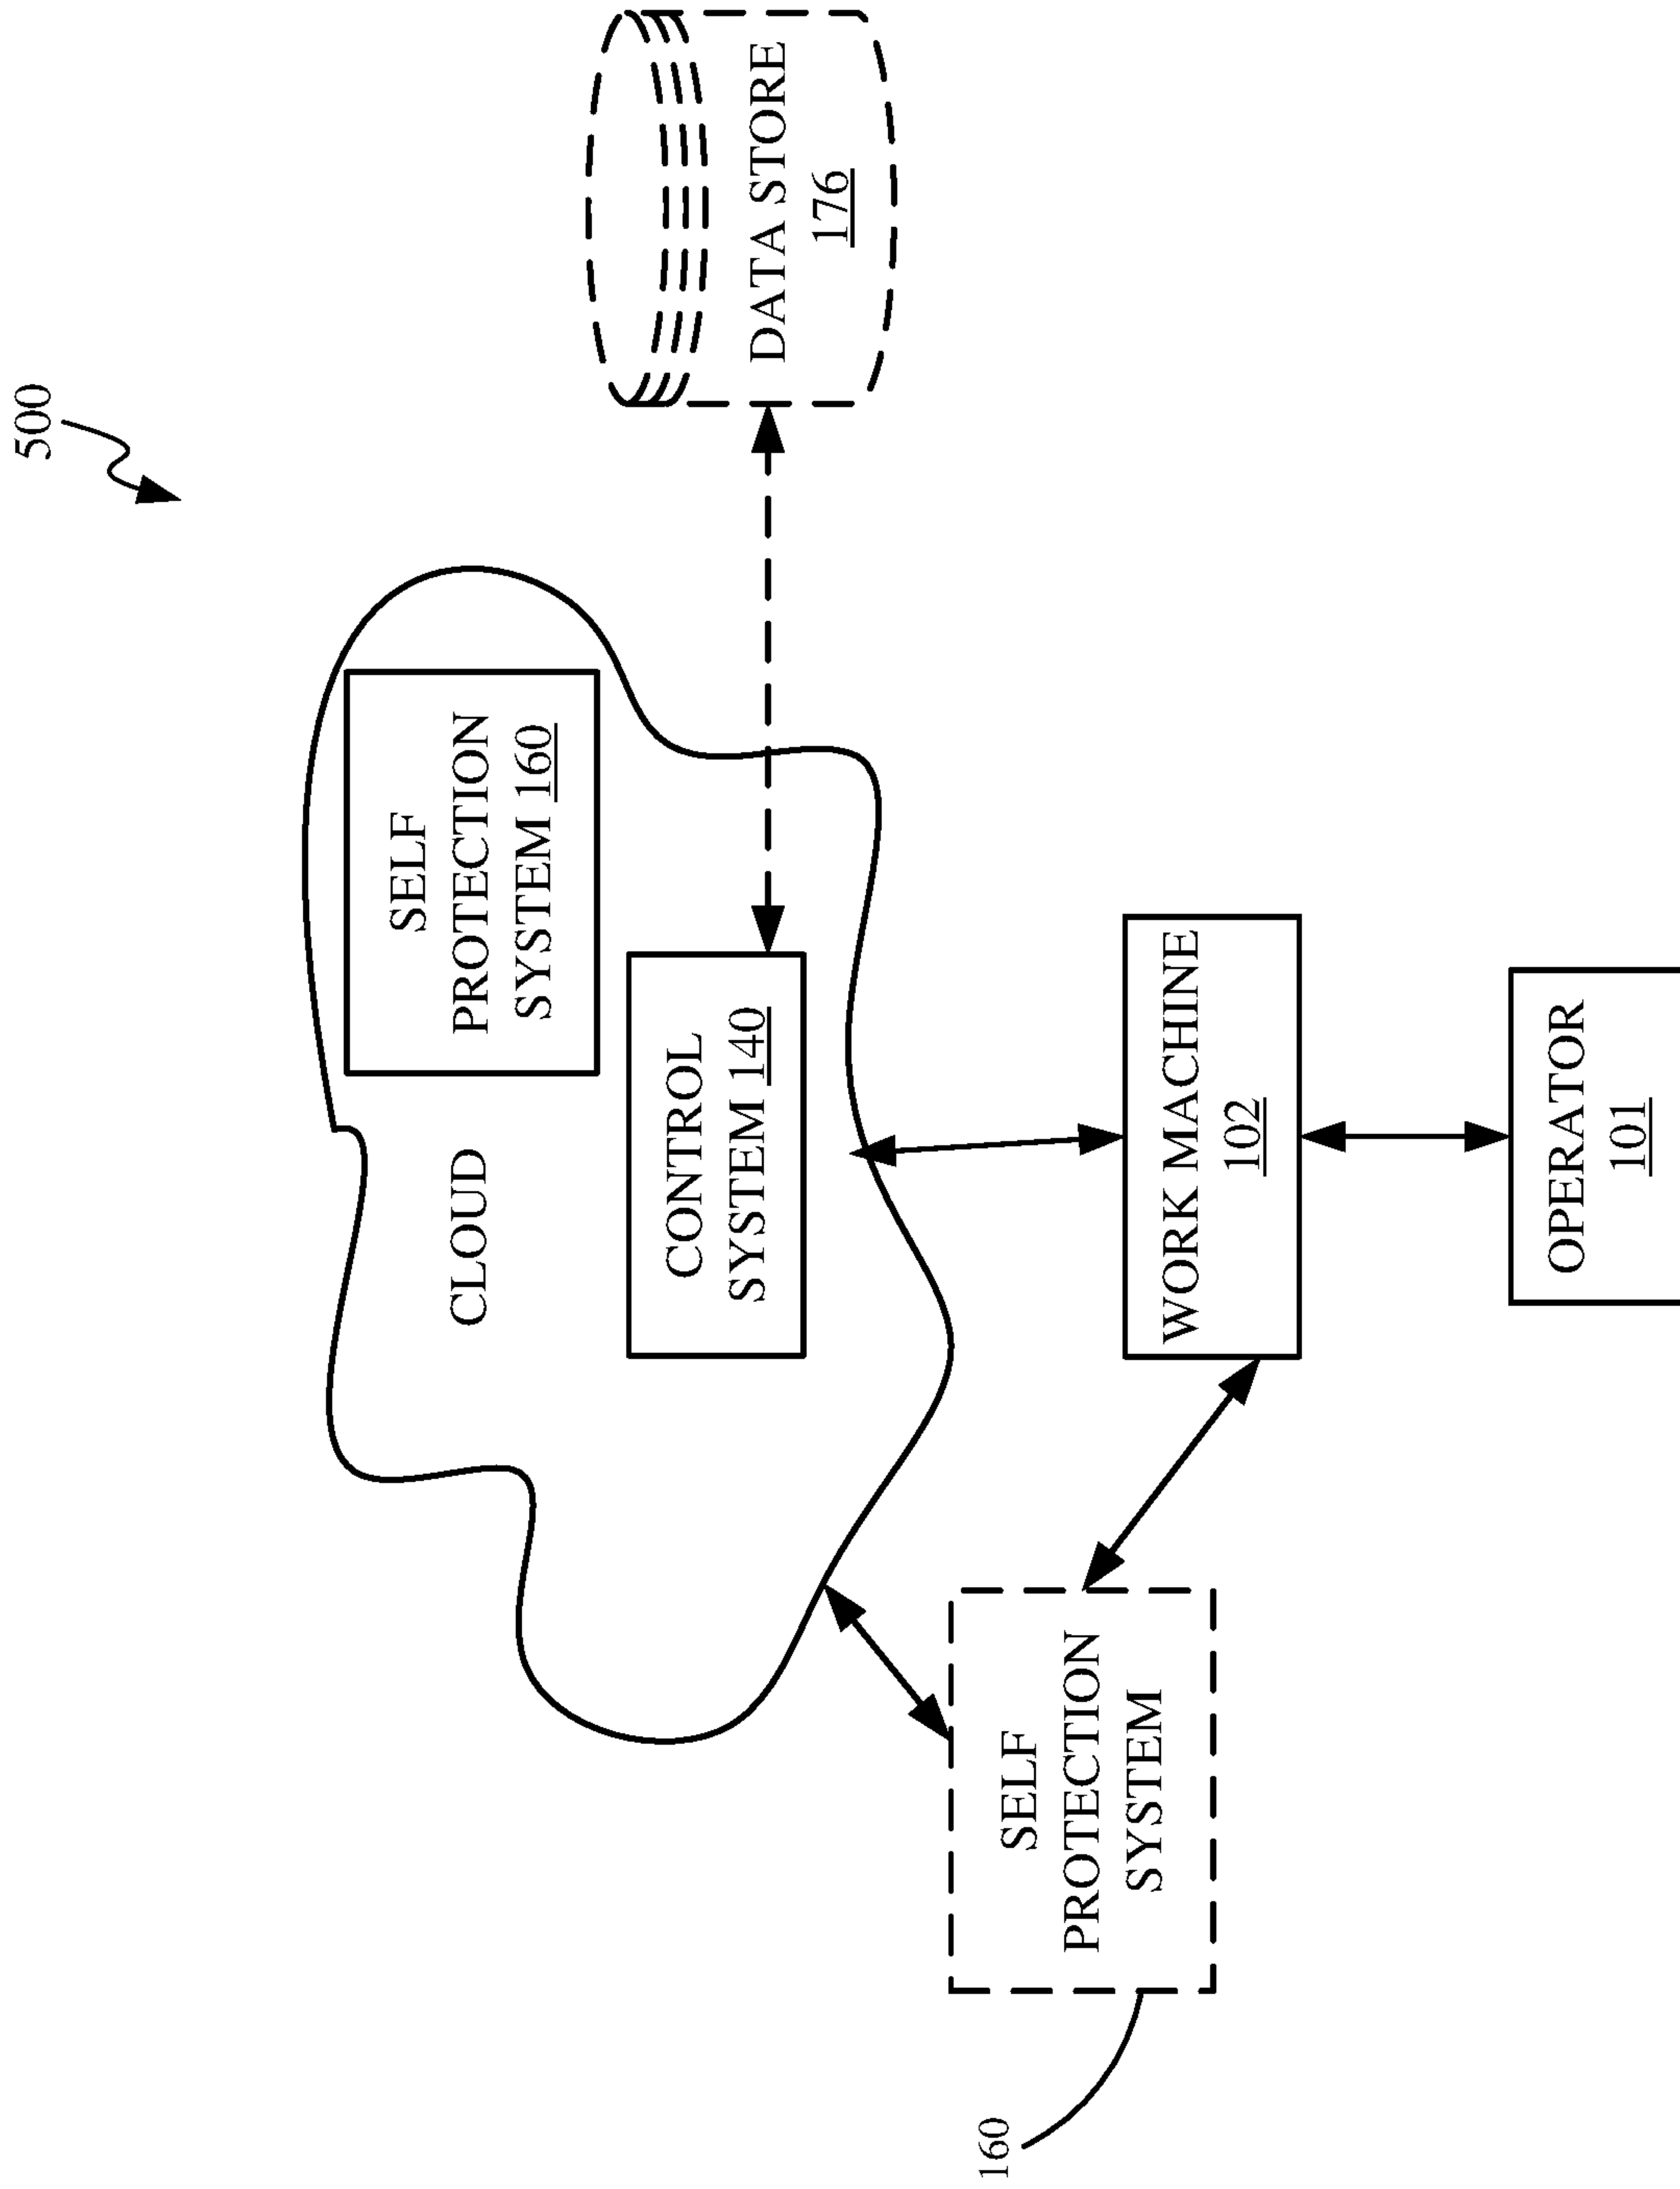 500
SELF
PROTECTION
SYSTEM 160
CLOUD
CONTROL
SYSTEM 140
DATA STORE
176
SELF
PROTECTION
SYSTEM
160
WORK MACHINE
102
OPERATOR
101